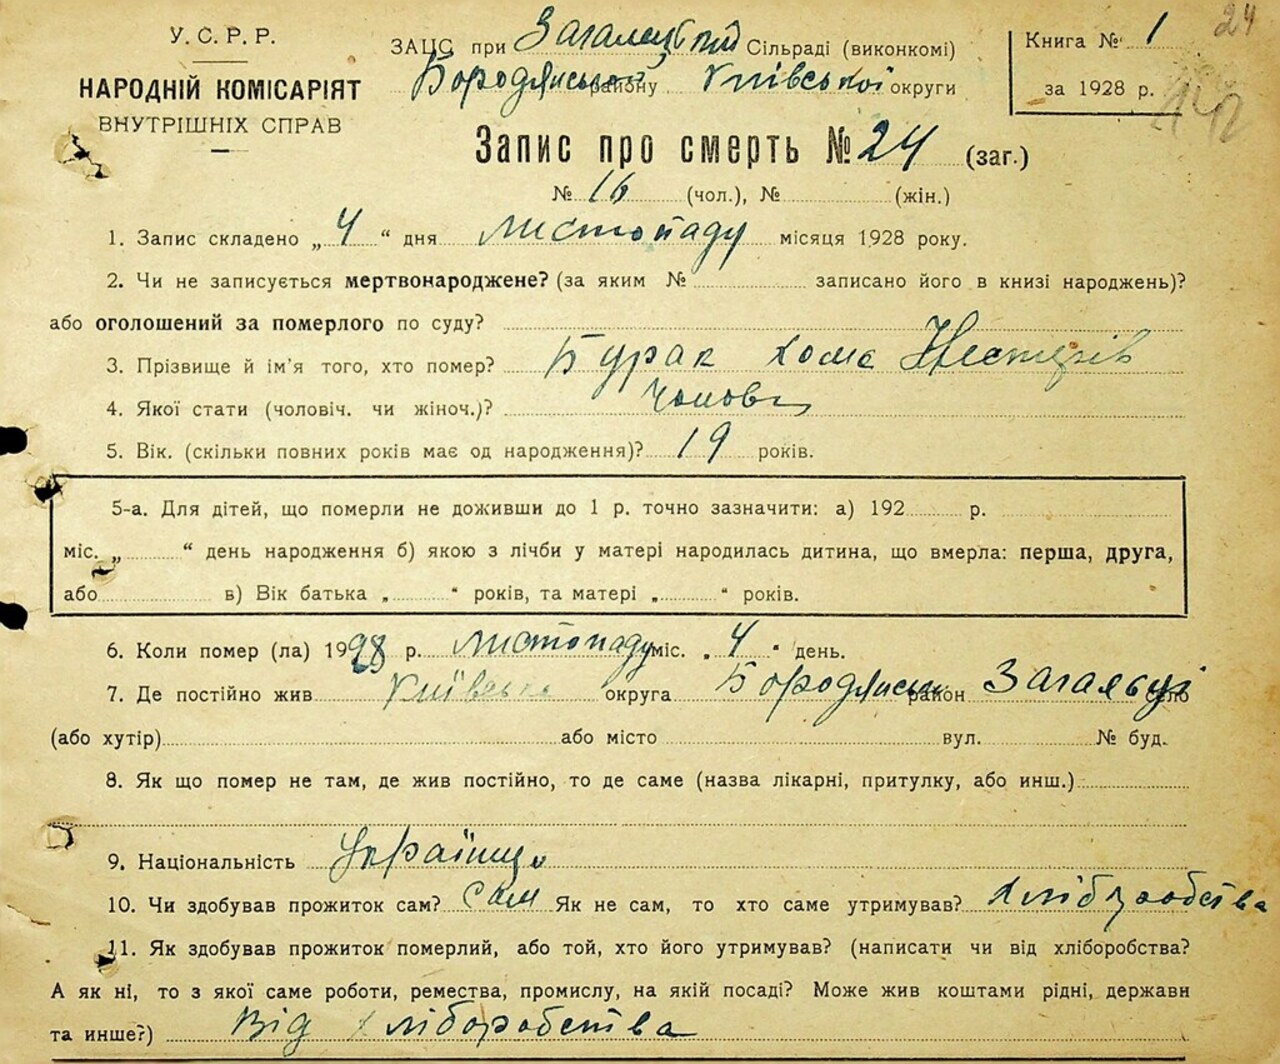 24
У. С. Р. Р.
НАРОДНІЙ КОМІСАРІЯТ
ВНУТРІШНІХ СПРАВ
ЗАЦС при Загалецькій Сільраді (виконкомі)
Бородянської району Київської округи
Книга № 1
за 1928 р.
Запис про смерть № 24 (заг.)
№ 16 (чол.), № (жін.)
1. Запис складено „ 4 “ дня листопаду місяця 1928 року.
2. Чи не записується мертвонароджене? (за яким № записано його в книзі народжень)?
або оголошений за померлого по суду?
3. Прізвище й ім'я того, хто помер? Бурак Хома
4. Якої стати (чоловіч. чи жіноч.)?
5. Вік. (скільки повних років має од народження)? 19 років.
5-а. Для дітей, що померли не доживши до 1 р. точно зазначити: а) 192 р.
міс. „ “ день народження б) якою з лічби у матері народилась дитина, що вмерла: перша, друга,
або в) Вік батька „ “ років, та матері „ “ років.
6. Коли помер (ла) 1928 р. листопаду міс. „ 4 “ день.
7. Де постійно жив Київська округа Бородянськ район Загальці село
(або хутір) або місто вул. № буд.
8. Як що помер не там, де жив постійно, то де саме (назва лікарні, притулку, або инш.)
9. Національність
10. Чи здобував прожиток сам? сам Як не сам, то хто саме утримував? хліборобства
11. Як здобував прожиток померлий, або той, хто його утримував? (написати чи від хліборобства?
А як ні, то з якої саме роботи, ремества, промислу, на якій посаді? Може жив коштами рідні, держави
та инше?) Від хліборобства